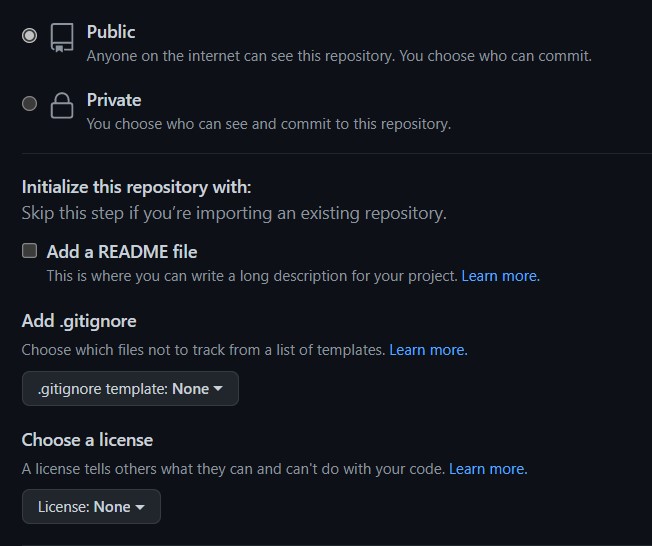 Public
Anyone on the internet can see this repository. You choose who can commit.
Private
You choose who can see and commit to this repository.
Initialize this repository with:
Skip this step if you’re importing an existing repository.
Add a README file
This is where you can write a long description for your project. Learn more.
Add .gitignore
Choose which files not to track from a list of templates. Learn more.
.gitignore template: None
Choose a license
A license tells others what they can and can't do with your code. Learn more.
License: None